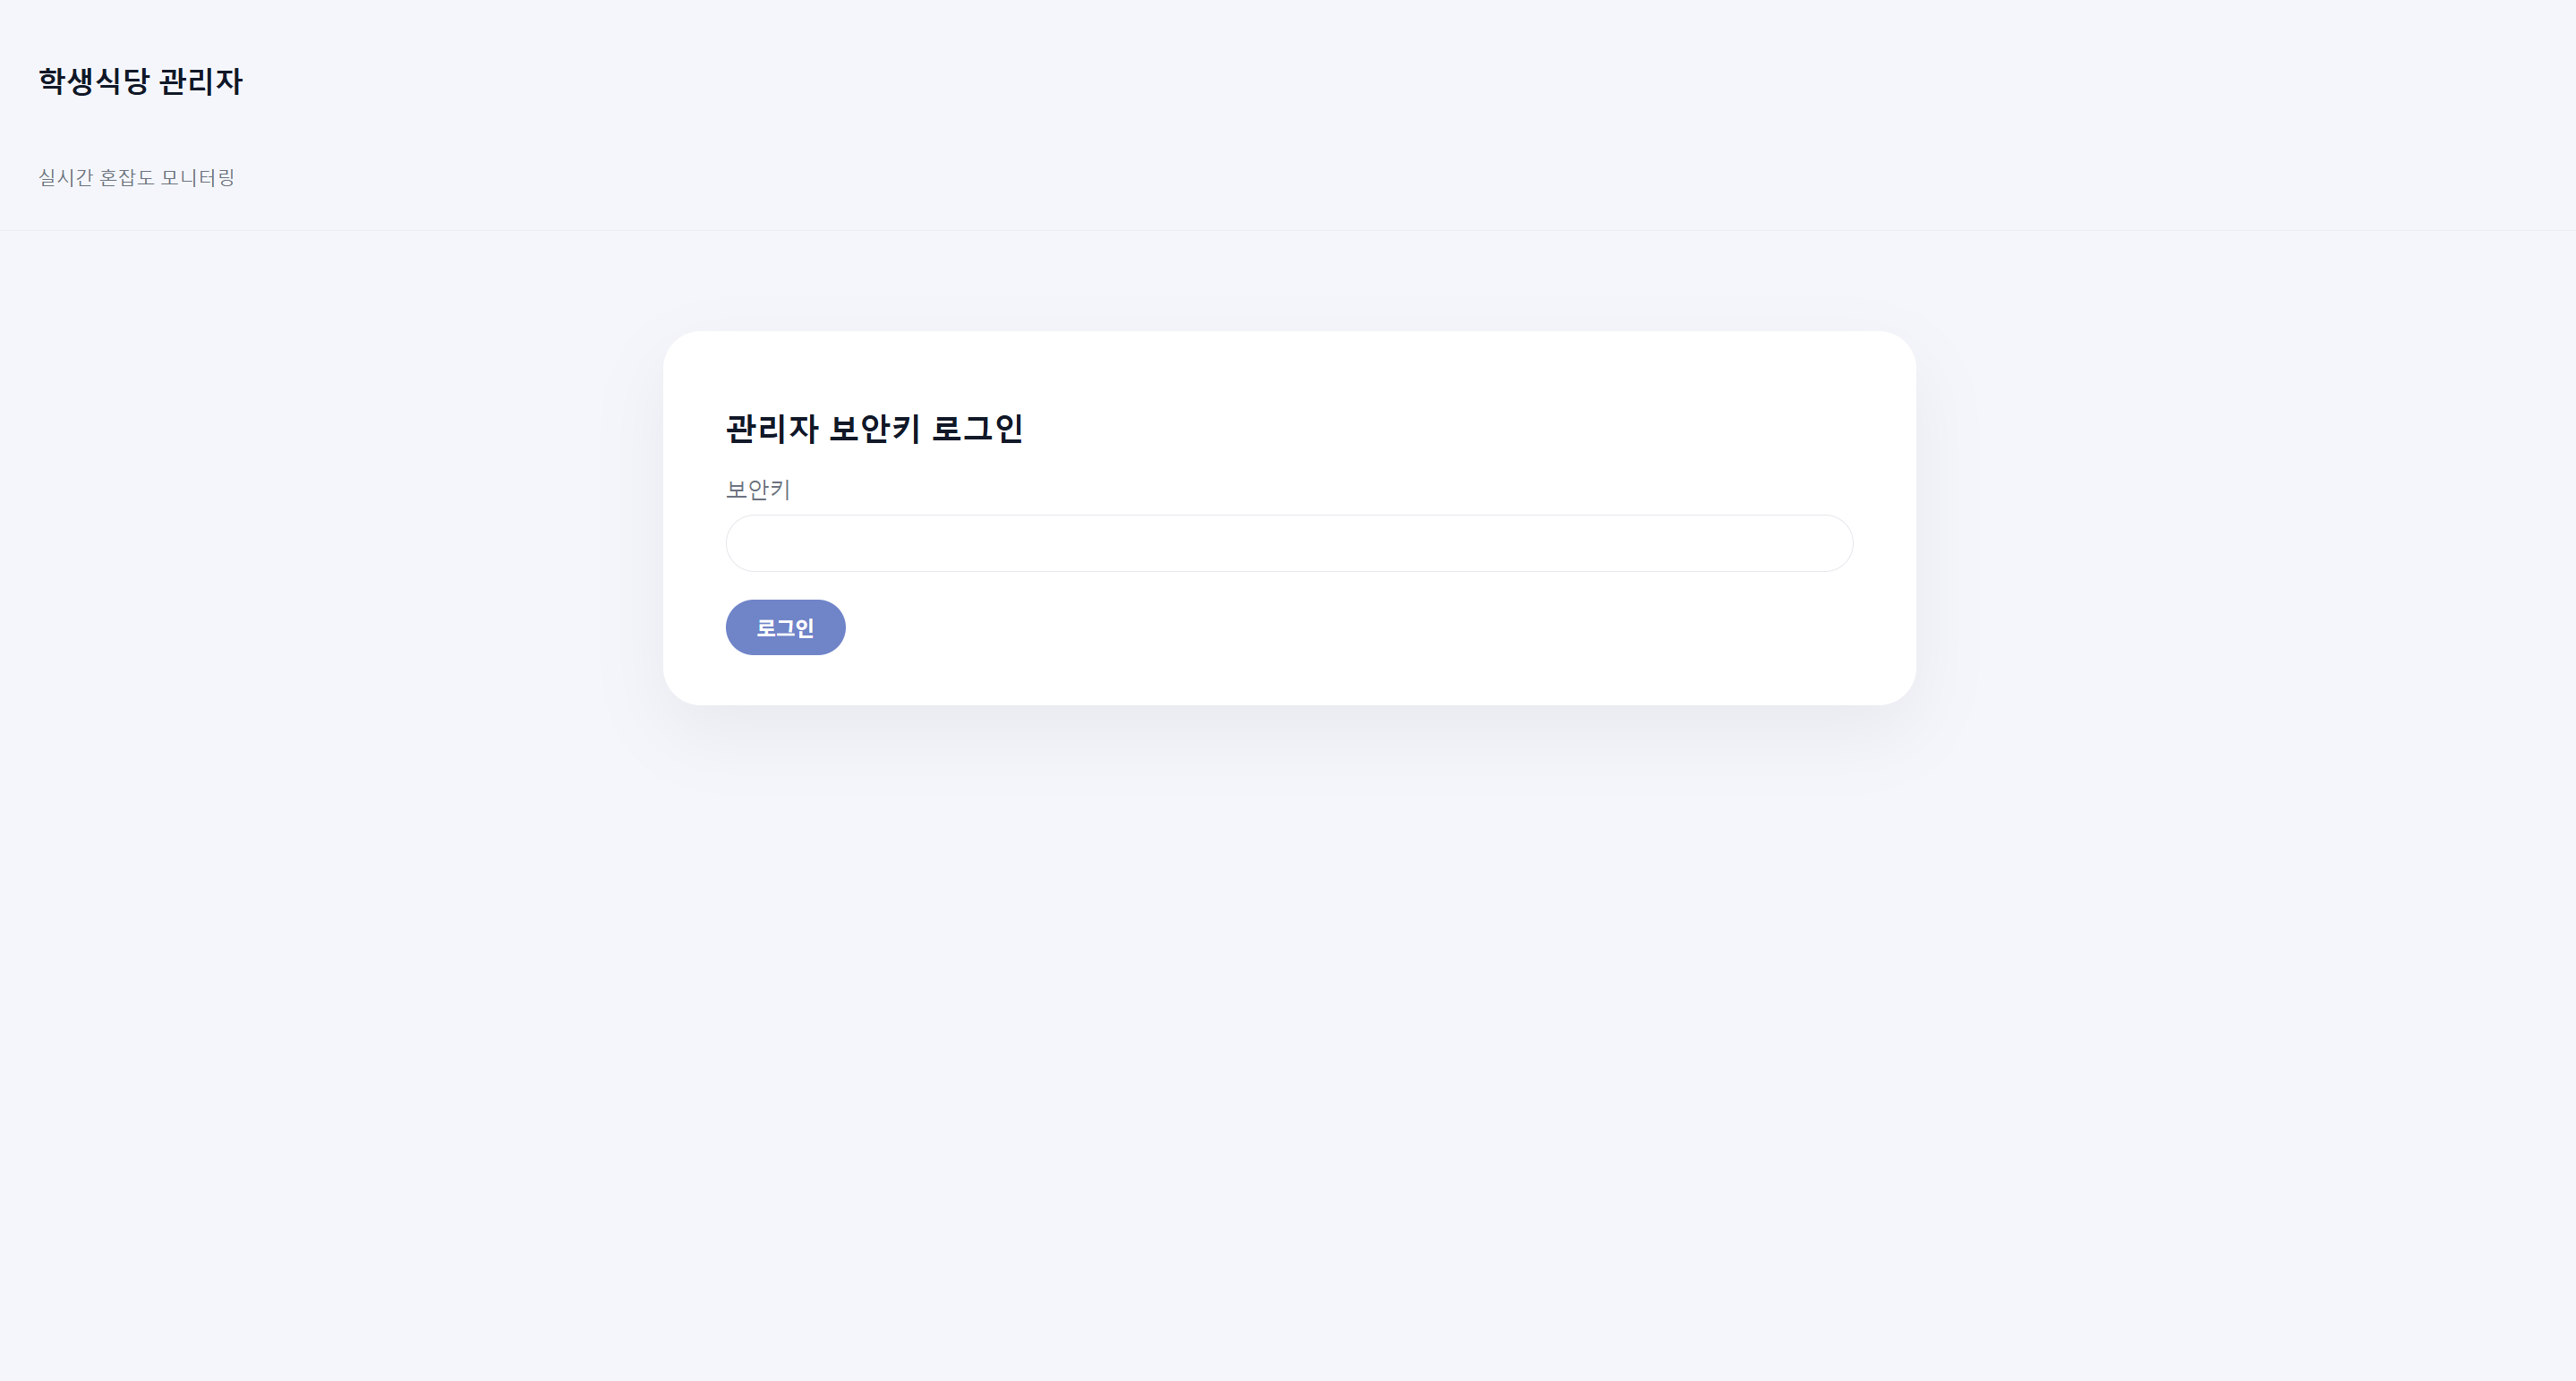 학생식당 관리자
실시간 혼잡도 모니터링
관리자 보안키 로그인
보안키
로그인